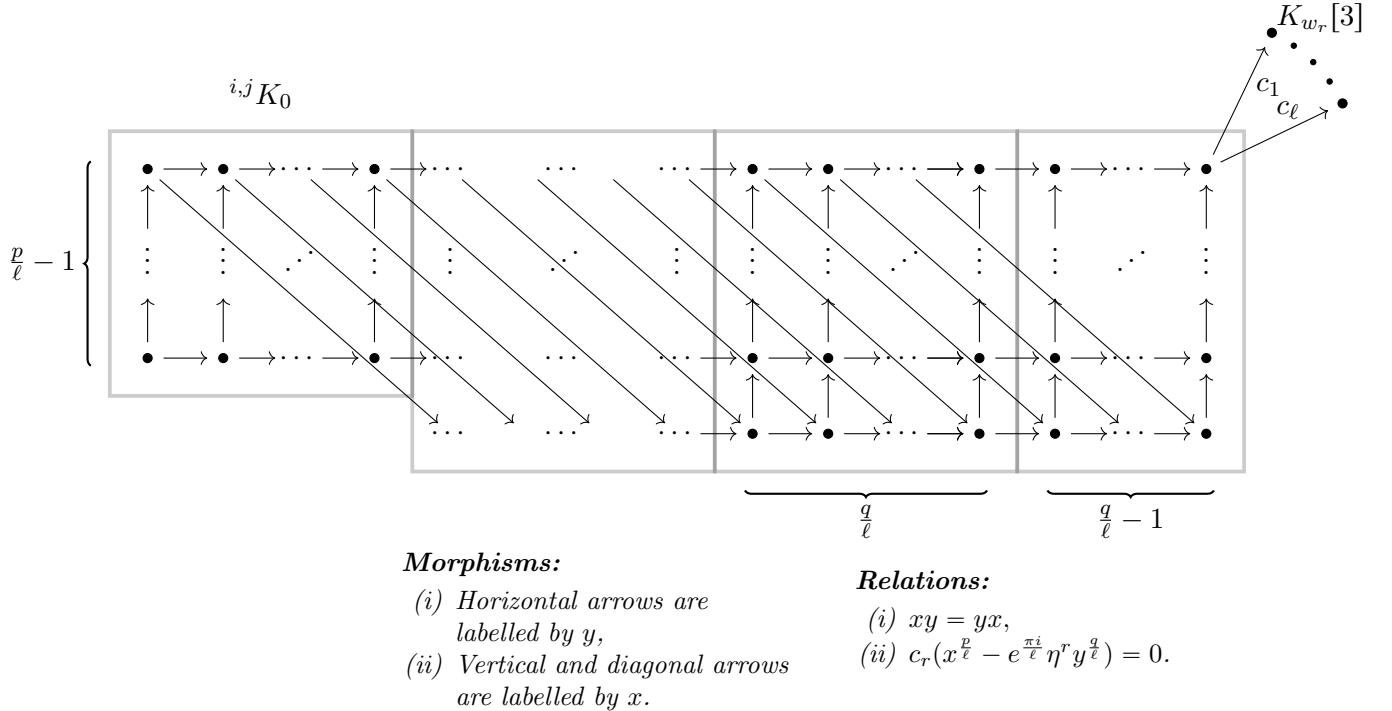 K_{w_r}[3]
^{i,j}K_0
c_1
c_ℓ
p/ℓ − 1
q/ℓ
q/ℓ − 1
Morphisms:
(i) Horizontal arrows are
labelled by y,
(ii) Vertical and diagonal arrows
are labelled by x.
Relations:
(i) xy = yx,
(ii) c_r(x^{p/ℓ} − e^{πi/ℓ} η^r y^{q/ℓ}) = 0.